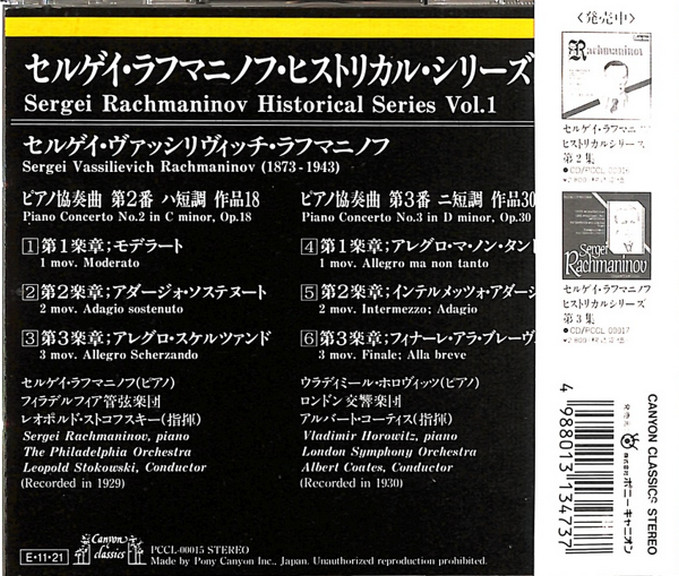 セルゲイ・ラフマニノフ・ヒストリカル・シリーズ
Sergei Rachmaninov Historical Series Vol.1
セルゲイ・ヴァッシリヴィッチ・ラフマニノフ
Sergei Vassilievich Rachmaninov (1873-1943)
ピアノ協奏曲 第2番 ハ短調 作品18
Piano Concerto No.2 in C minor, Op.18
1 第1楽章；モデラート
1 mov. Moderato
2 第2楽章；アダージォ・ソステヌート
2 mov. Adagio sostenuto
3 第3楽章；アレグロ・スケルツァンド
3 mov. Allegro Scherzando
セルゲイ・ラフマニノフ(ピアノ)
フィラデルフィア管弦楽団
レオポルド・ストコフスキー(指揮)
Sergei Rachmaninov, piano
The Philadelphia Orchestra
Leopold Stokowski, Conductor
(Recorded in 1929)
ピアノ協奏曲 第3番 ニ短調 作品30
Piano Concerto No.3 in D minor, Op.30
4 第1楽章；アレグロ・マ・ノン・タント
1 mov. Allegro ma non tanto
5 第2楽章；インテルメッツォ・アダージ
2 mov. Intermezzo; Adagio
6 第3楽章；フィナーレ・アラ・ブレーヴ
3 mov. Finale; Alla breve
ウラディミール・ホロヴィッツ(ピアノ)
ロンドン交響楽団
アルバート・コーティス(指揮)
Vladimir Horowitz, piano
London Symphony Orchestra
Albert Coates, Conductor
(Recorded in 1930)
E・11・21
Canyon
classics
PCCL-00015 STEREO
Made by Pony Canyon Inc., Japan. Unauthorized reproduction prohibited.
〈発売中〉
Rachmaninov
セルゲイ・ラフマニ
ヒストリカルシリーズ
第2集
Sergei
Rachmaninov
セルゲイ・ラフマニノフ
ヒストリカルシリーズ
第3集
●CD/PCCL-00017
CANYON CLASSICS STEREO
発売元
株式会社ポニーキャニオン
4 988013 134737